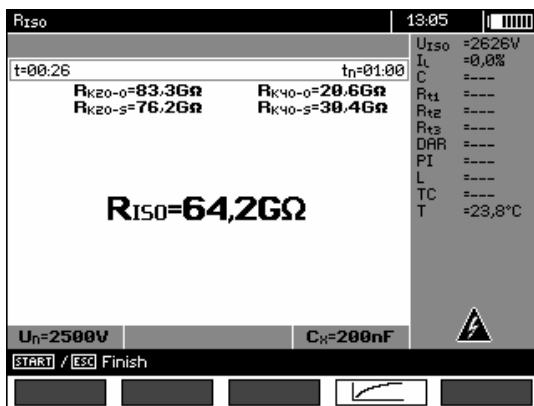 RISO 13:05
t=00:26 tn=01:00
RK20-O=83,3GΩ RK40-O=20,6GΩ
RK20-S=76,2GΩ RK40-S=30,4GΩ
RISO=64,2GΩ
Un=2500V CX=200nF
START / ESC Finish
UISO =2626V
IL =0,0%
C =---
Rt1 =---
Rt2 =---
Rt3 =---
DAR =---
PI =---
L =---
TC =---
T =23,8°C